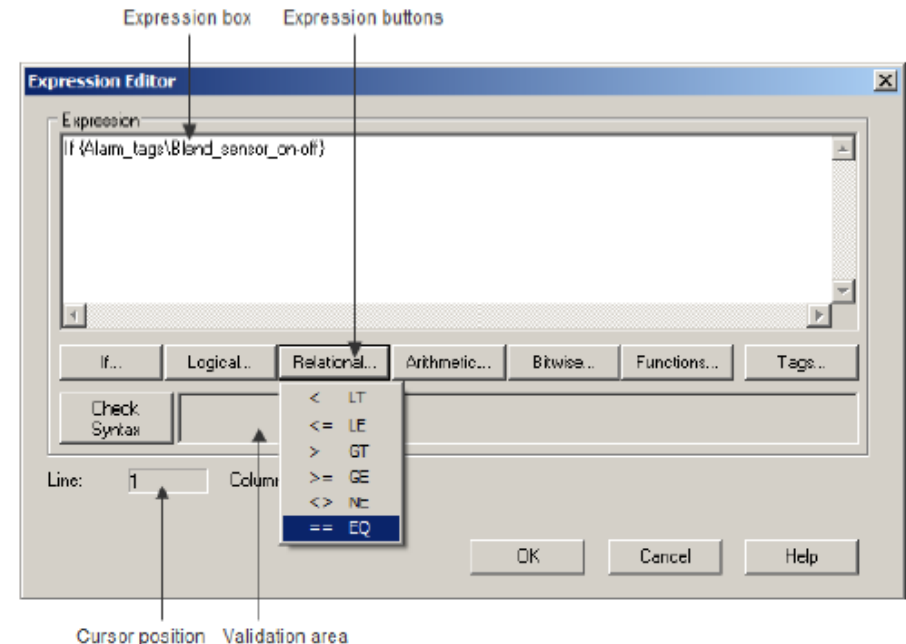 Expression box Expression buttons
Expression Editor
Expression
If {Alarm_tags\Blend_sensor_on-off}
If... Logical... Relational... Arithmetic... Bitwise... Functions... Tags...
< LT
Check Syntax
<= LE
> GT
Line: 1 Column
>= GE
<> NE
== EQ
OK Cancel Help
Cursor position Validation area